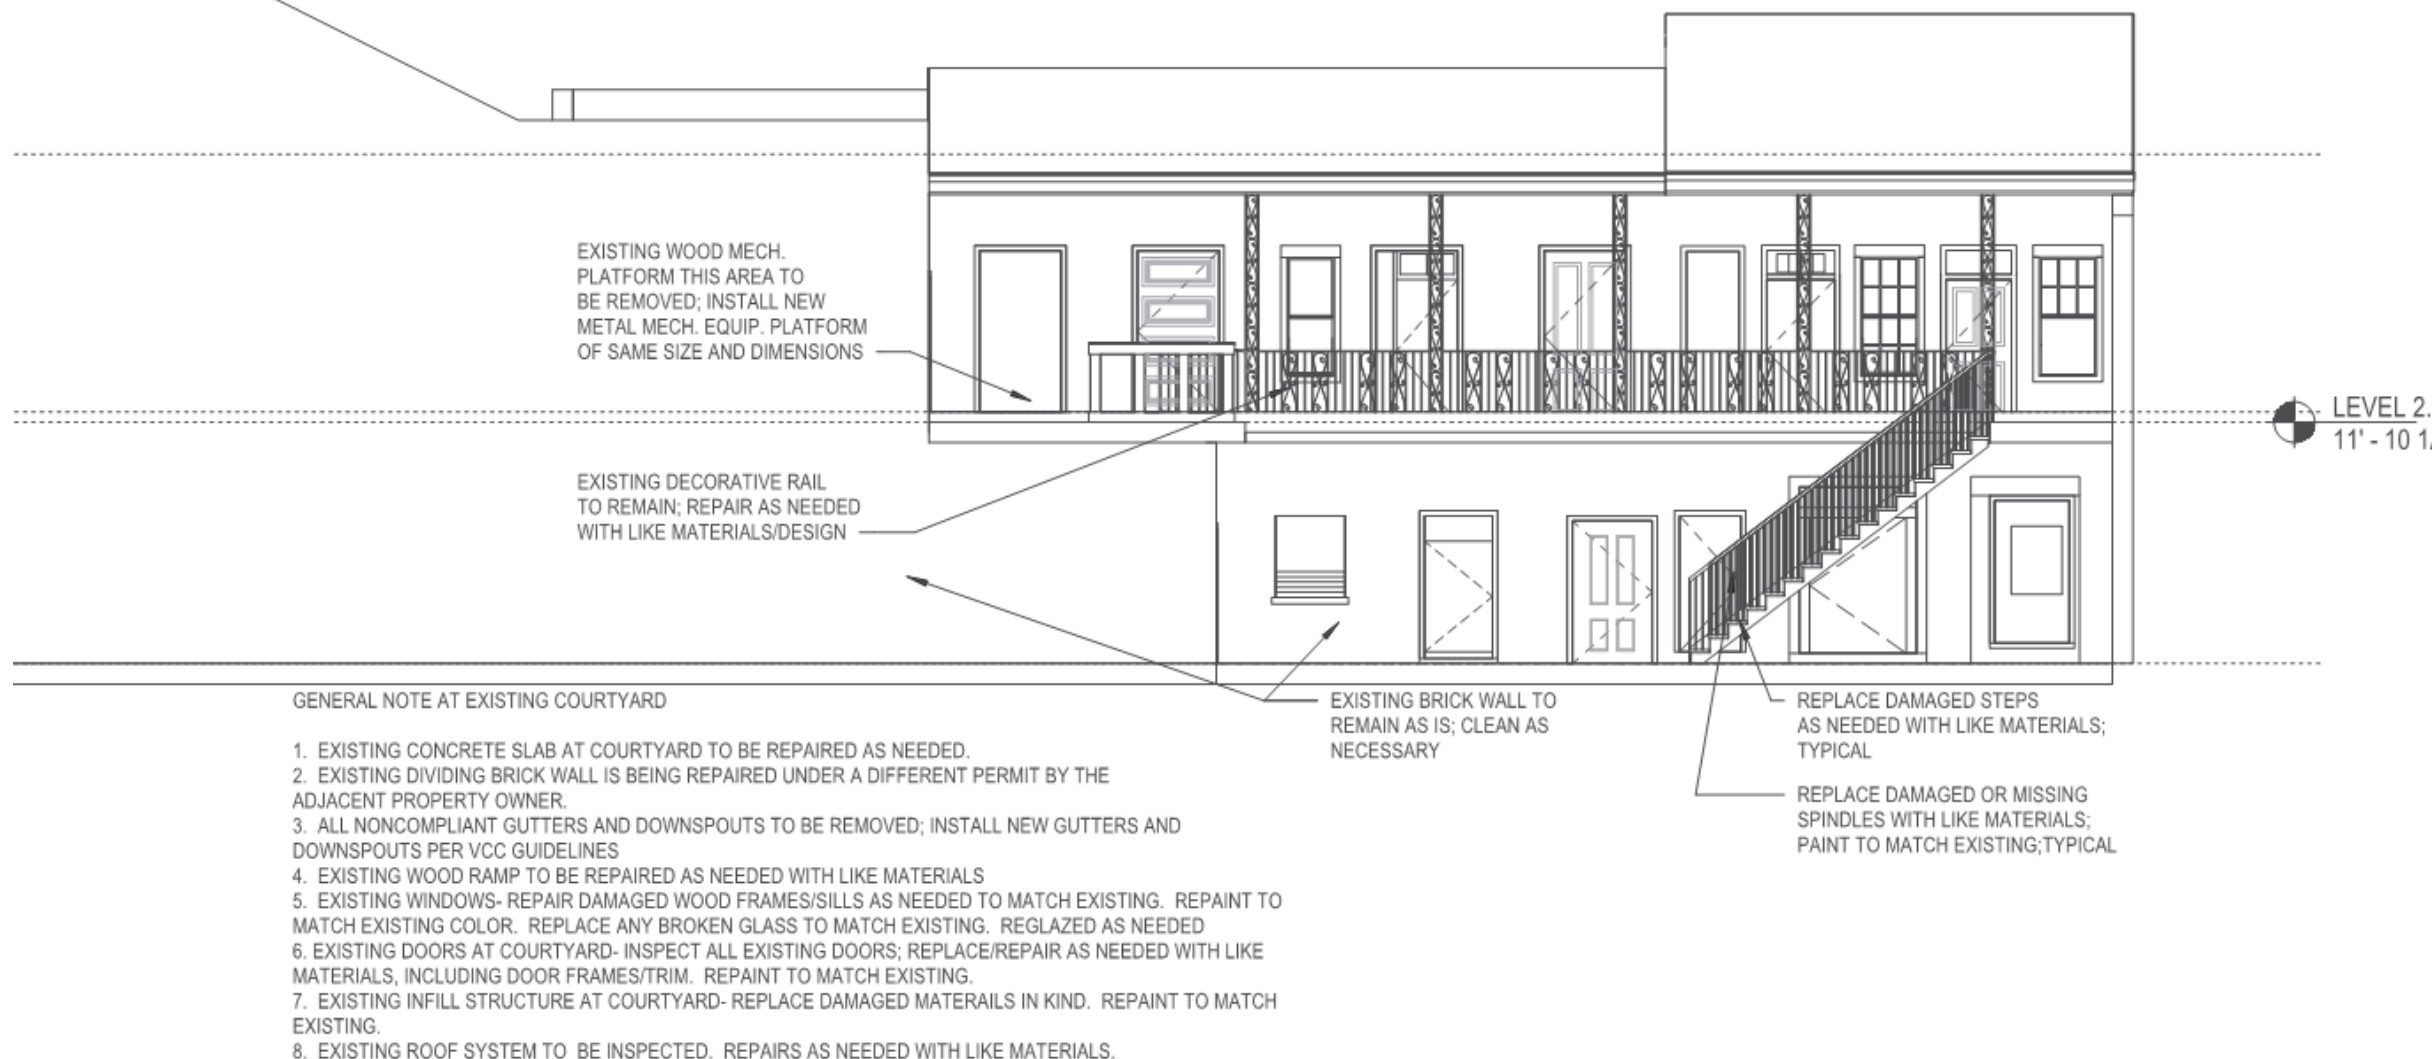 EXISTING WOOD MECH.
PLATFORM THIS AREA TO
BE REMOVED; INSTALL NEW
METAL MECH. EQUIP. PLATFORM
OF SAME SIZE AND DIMENSIONS
LEVEL 2.
11' - 10 1/
EXISTING DECORATIVE RAIL
TO REMAIN; REPAIR AS NEEDED
WITH LIKE MATERIALS/DESIGN
GENERAL NOTE AT EXISTING COURTYARD
1. EXISTING CONCRETE SLAB AT COURTYARD TO BE REPAIRED AS NEEDED.
2. EXISTING DIVIDING BRICK WALL IS BEING REPAIRED UNDER A DIFFERENT PERMIT BY THE
ADJACENT PROPERTY OWNER.
3. ALL NONCOMPLIANT GUTTERS AND DOWNSPOUTS TO BE REMOVED; INSTALL NEW GUTTERS AND
DOWNSPOUTS PER VCC GUIDELINES
4. EXISTING WOOD RAMP TO BE REPAIRED AS NEEDED WITH LIKE MATERIALS
5. EXISTING WINDOWS- REPAIR DAMAGED WOOD FRAMES/SILLS AS NEEDED TO MATCH EXISTING. REPAINT TO
MATCH EXISTING COLOR. REPLACE ANY BROKEN GLASS TO MATCH EXISTING. REGLAZED AS NEEDED
6. EXISTING DOORS AT COURTYARD- INSPECT ALL EXISTING DOORS; REPLACE/REPAIR AS NEEDED WITH LIKE
MATERIALS, INCLUDING DOOR FRAMES/TRIM. REPAINT TO MATCH EXISTING.
7. EXISTING INFILL STRUCTURE AT COURTYARD- REPLACE DAMAGED MATERAILS IN KIND. REPAINT TO MATCH
EXISTING.
8. EXISTING ROOF SYSTEM TO BE INSPECTED. REPAIRS AS NEEDED WITH LIKE MATERIALS.
EXISTING BRICK WALL TO
REMAIN AS IS; CLEAN AS
NECESSARY
REPLACE DAMAGED STEPS
AS NEEDED WITH LIKE MATERIALS;
TYPICAL
REPLACE DAMAGED OR MISSING
SPINDLES WITH LIKE MATERIALS;
PAINT TO MATCH EXISTING;TYPICAL